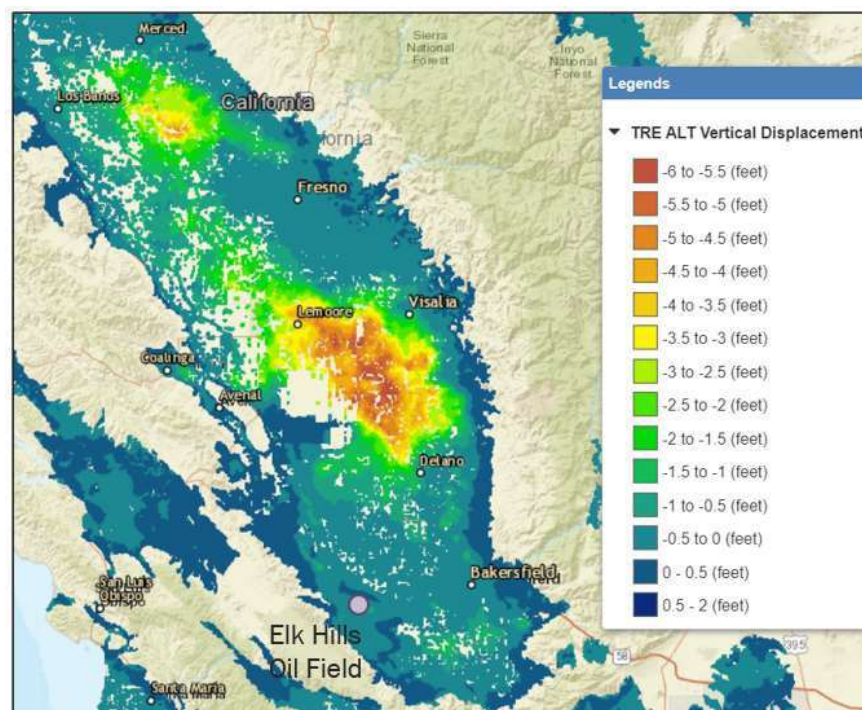 Merced
Sierra
National
Forest
Inyo
National
Forest
Los Banos
California
Fresno
Lemoore
Visalia
Coalinga
Avenal
Delano
Bakersfield
San Luis
Obispo
Elk Hills
Oil Field
Santa Maria
58
395
Legends
TRE ALT Vertical Displacement
-6 to -5.5 (feet)
-5.5 to -5 (feet)
-5 to -4.5 (feet)
-4.5 to -4 (feet)
-4 to -3.5 (feet)
-3.5 to -3 (feet)
-3 to -2.5 (feet)
-2.5 to -2 (feet)
-2 to -1.5 (feet)
-1.5 to -1 (feet)
-1 to -0.5 (feet)
-0.5 to 0 (feet)
0 - 0.5 (feet)
0.5 - 2 (feet)